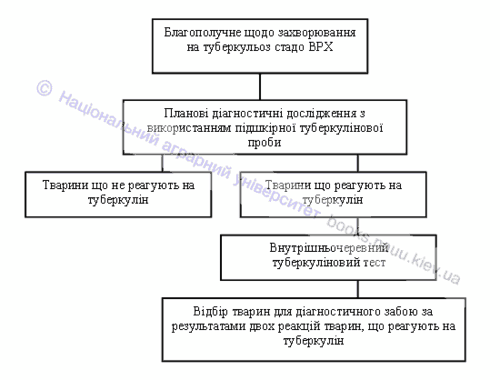 Благополучне щодо захворювання
на туберкульоз стадо ВРХ
Планові діагностичні дослідження з
використанням підшкірної туберкулінової
проби
Тварини що не реагують на
туберкулін
Тварини що реагують на
туберкулін
Внутрішньочеревний
туберкуліновий тест
Відбір тварин для діагностичного забою за
результатами двох реакцій тварин, що реагують на
туберкулін
© Національний аграрний університет books.nauu.kiev.ua